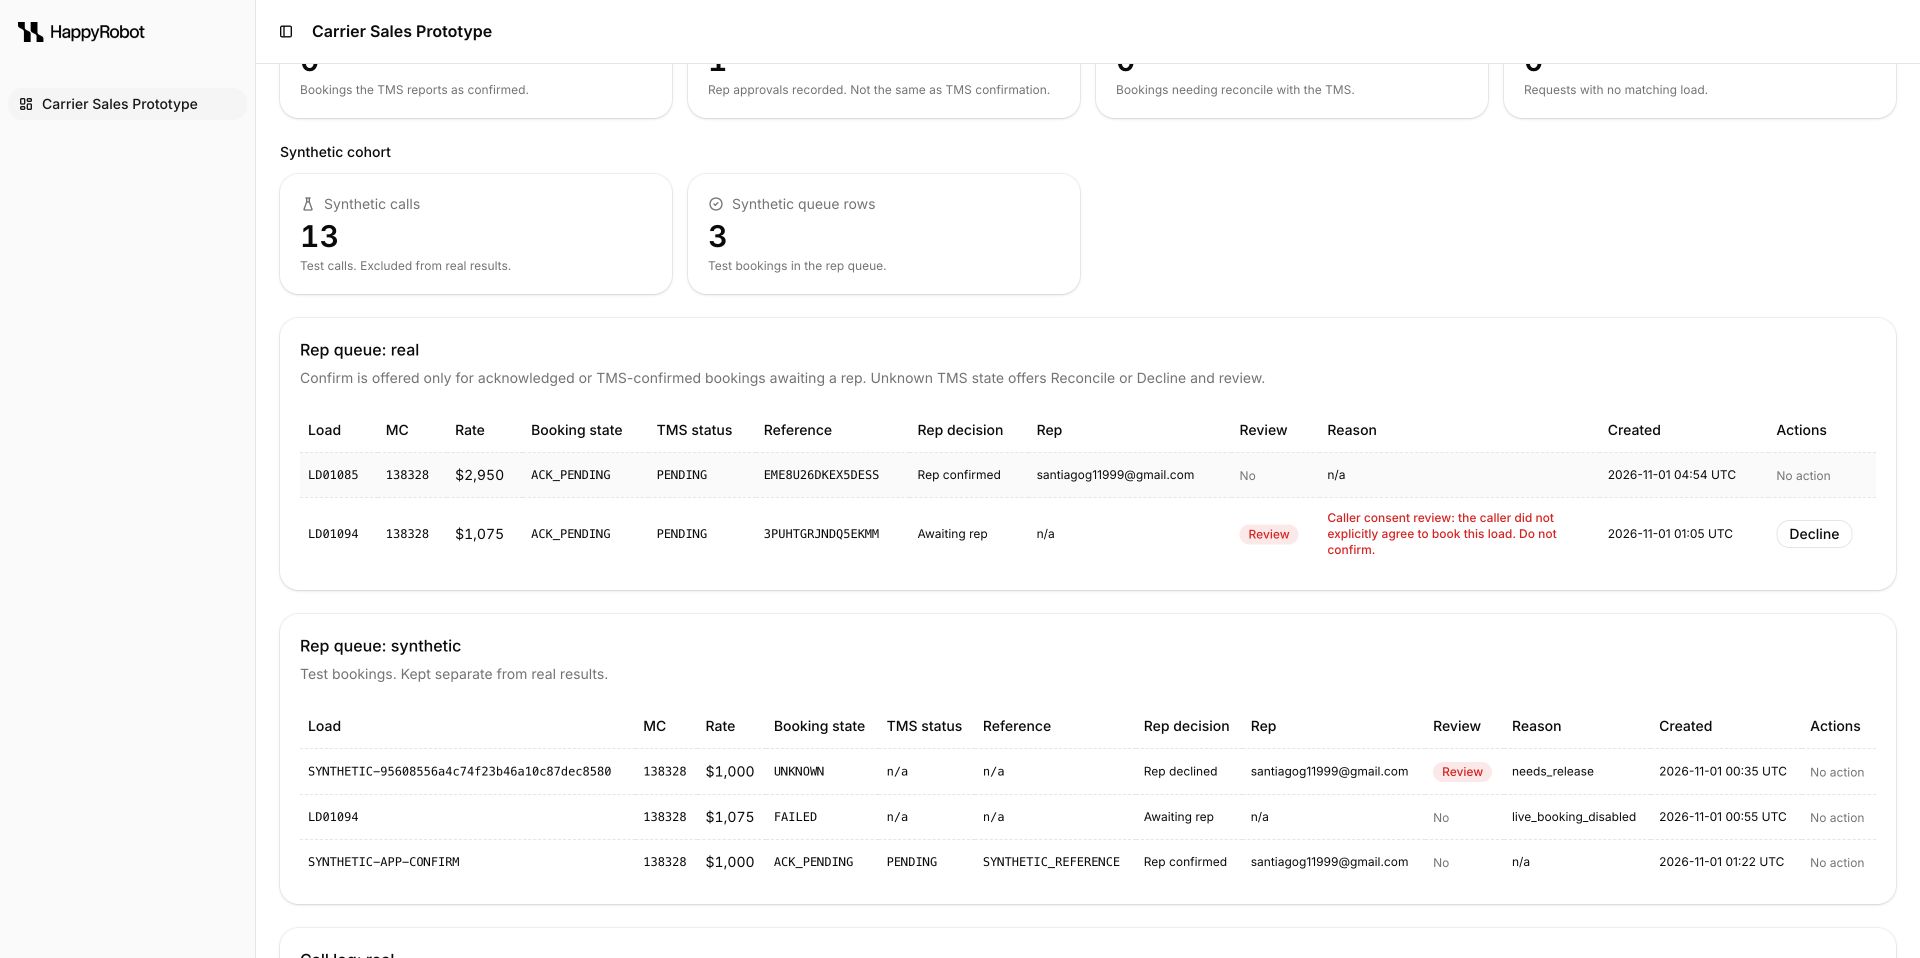 HappyRobot
Carrier Sales Prototype
Carrier Sales Prototype
Bookings the TMS reports as confirmed.
Rep approvals recorded. Not the same as TMS confirmation.
Bookings needing reconcile with the TMS.
Requests with no matching load.
Synthetic cohort
Synthetic calls
13
Test calls. Excluded from real results.
Synthetic queue rows
3
Test bookings in the rep queue.
Rep queue: real
Confirm is offered only for acknowledged or TMS-confirmed bookings awaiting a rep. Unknown TMS state offers Reconcile or Decline and review.
Load MC Rate Booking state TMS status Reference Rep decision Rep Review Reason Created Actions
LD01085 138328 $2,950 ACK_PENDING PENDING EME8U26DKEX5DESS Rep confirmed santiagog11999@gmail.com No n/a 2026-11-01 04:54 UTC No action
LD01094 138328 $1,075 ACK_PENDING PENDING 3PUHTGRJNDQ5EKMM Awaiting rep n/a Review Caller consent review: the caller did not
explicitly agree to book this load. Do not
confirm.
2026-11-01 01:05 UTC Decline
Rep queue: synthetic
Test bookings. Kept separate from real results.
Load MC Rate Booking state TMS status Reference Rep decision Rep Review Reason Created Actions
SYNTHETIC-95608556a4c74f23b46a10c87dec8580 138328 $1,000 UNKNOWN n/a n/a Rep declined santiagog11999@gmail.com Review needs_release 2026-11-01 00:35 UTC No action
LD01094 138328 $1,075 FAILED n/a n/a Awaiting rep n/a No live_booking_disabled 2026-11-01 00:55 UTC No action
SYNTHETIC-APP-CONFIRM 138328 $1,000 ACK_PENDING PENDING SYNTHETIC_REFERENCE Rep confirmed santiagog11999@gmail.com No n/a 2026-11-01 01:22 UTC No action